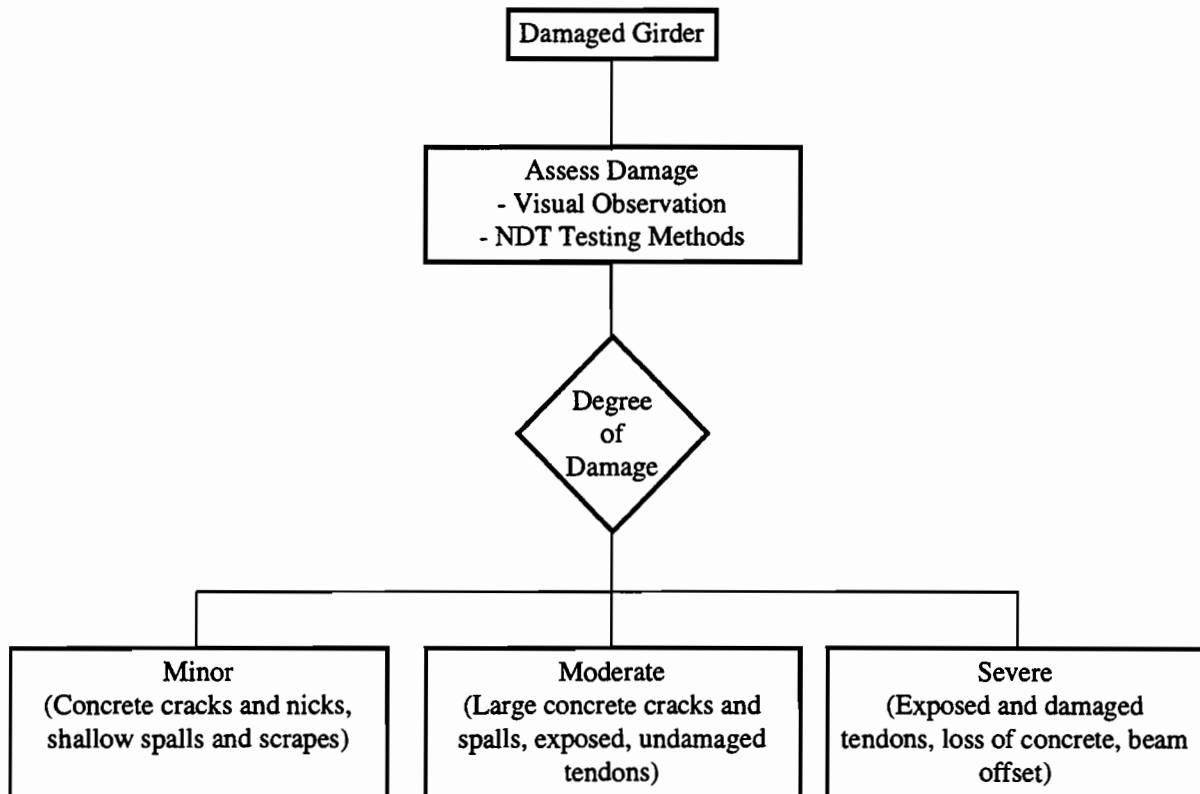 Damaged Girder
Assess Damage
- Visual Observation
- NDT Testing Methods
Degree
of
Damage
Minor
(Concrete cracks and nicks,
shallow spalls and scrapes)
Moderate
(Large concrete cracks and
spalls, exposed, undamaged
tendons)
Severe
(Exposed and damaged
tendons, loss of concrete, beam
offset)